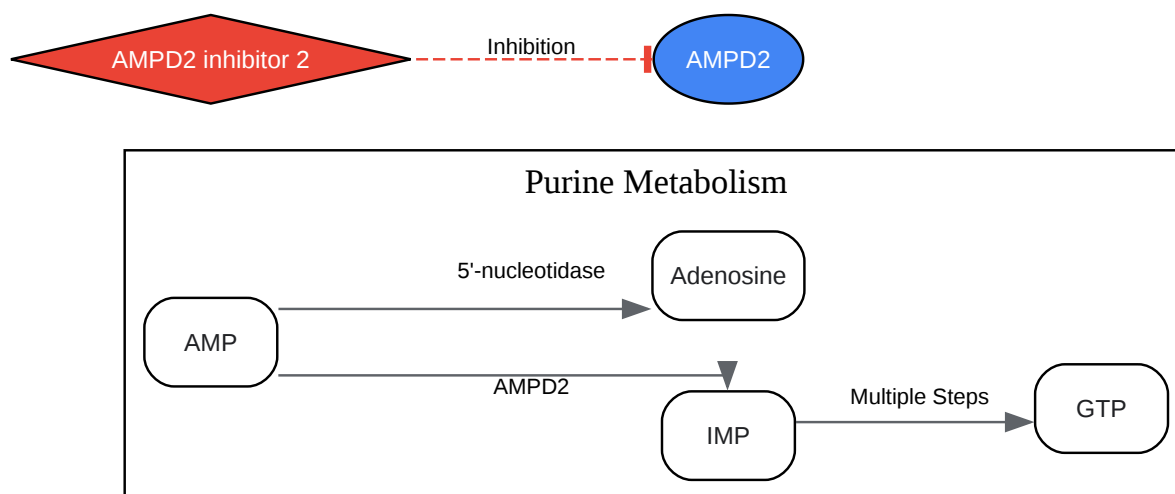 AMPD2 inhibitor 2
Inhibition
AMPD2
Purine Metabolism
5'-nucleotidase
Adenosine
AMP
AMPD2
IMP
Multiple Steps
GTP